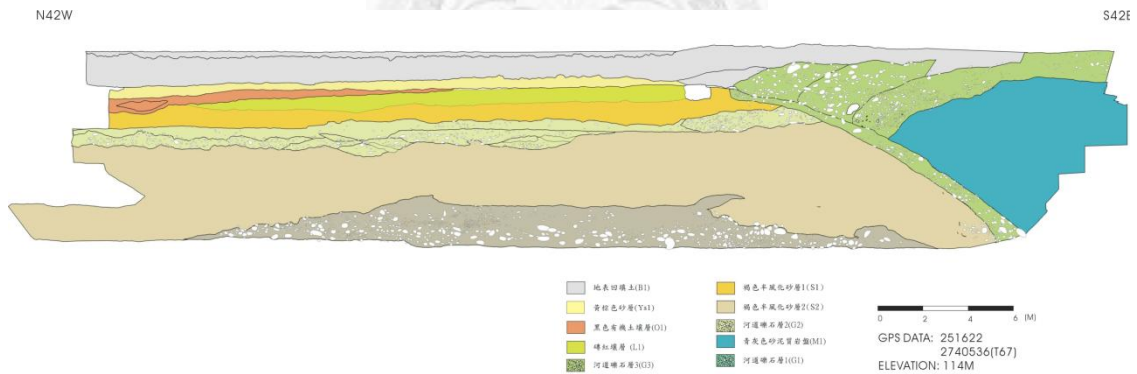 N42W
S42E
地表回填土(B1)
黃棕色砂層(Ys1)
黑色有機土壤層(O1)
磚紅壤層 (L1)
河道礫石層3(G3)
褐色半風化砂層1(S1)
褐色半風化砂層2(S2)
河道礫石層2(G2)
青灰色砂泥質岩盤(M1)
河道礫石層1(G1)
0 2 4 6 (M)
GPS DATA: 251622
2740536(T67)
ELEVATION: 114M